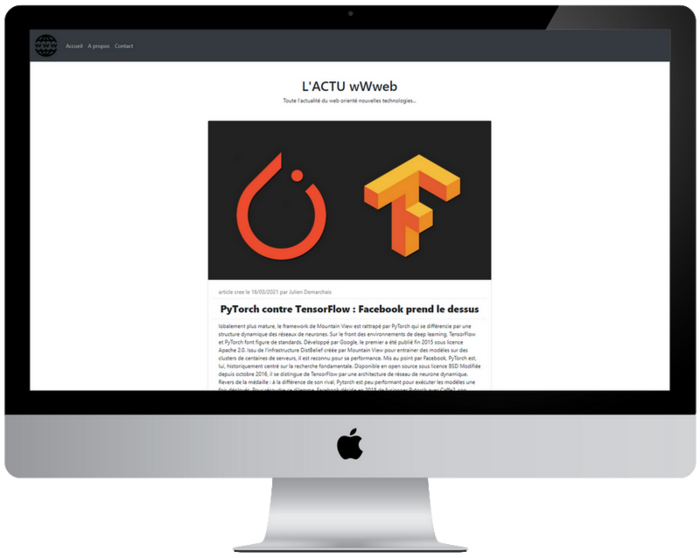 Accueil A propos Contact
L'ACTU wWweb
Toute l'actualité du web orienté nouvelles technologies...
article cree le 16/03/2021 par Julien Demarchais
PyTorch contre TensorFlow : Facebook prend le dessus
lobalement plus mature, le framework de Mountain View est rattrapé par PyTorch qui se différencie par une
structure dynamique des réseaux de neurones. Sur le front des environnements de deep learning, TensorFlow
et PyTorch font figure de standards. Développé par Google, le premier a été publié fin 2015 sous licence
Apache 2.0. Issu de l'infrastructure DistBelief créée par Mountain View pour entrainer des modèles sur des
clusters de centaines de serveurs, il est reconnu pour sa performance. Mis au point par Facebook, PyTorch est,
lui, historiquement centré sur la recherche fondamentale. Disponible en open source sous licence BSD Modifiée
depuis octobre 2016, il se distingue de TensorFlow par une architecture de réseau de neurone dynamique.
Revers de la médaille : à la différence de son rival, Pytorch est peu performant pour exécuter les modèles une